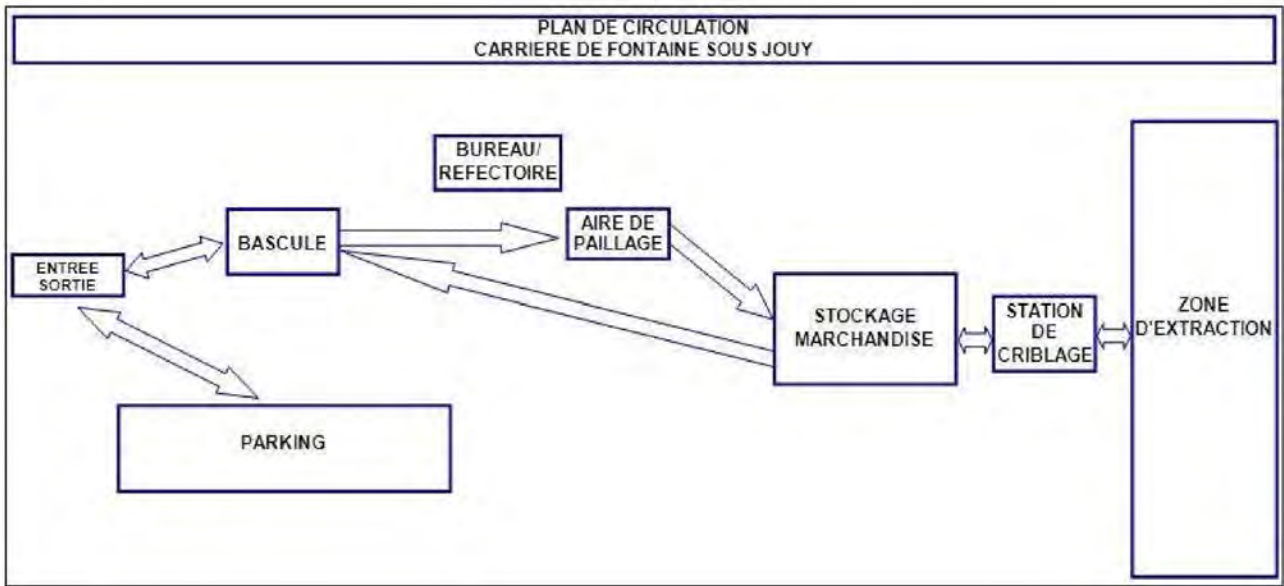 PLAN DE CIRCULATION
CARRIERE DE FONTAINE SOUS JOUY
BUREAU/
REFECTOIRE
BASCULE
AIRE DE
PAILLAGE
ENTREE
SORTIE
STOCKAGE
MARCHANDISE
STATION
DE
CRIBLAGE
ZONE
D'EXTRACTION
PARKING